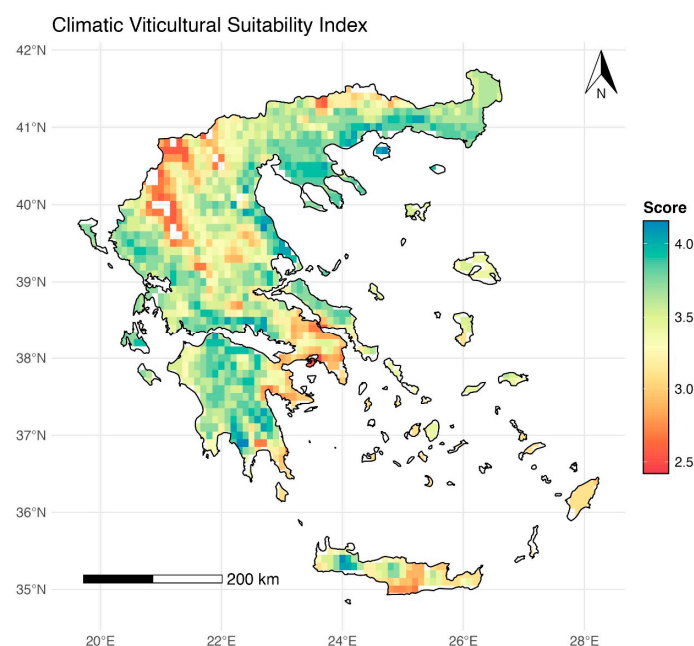 Climatic Viticultural Suitability Index
42°N
41°N
40°N
39°N
38°N
37°N
36°N
35°N
N
Score
4.0
3.5
3.0
2.5
200 km
20°E
22°E
24°E
26°E
28°E